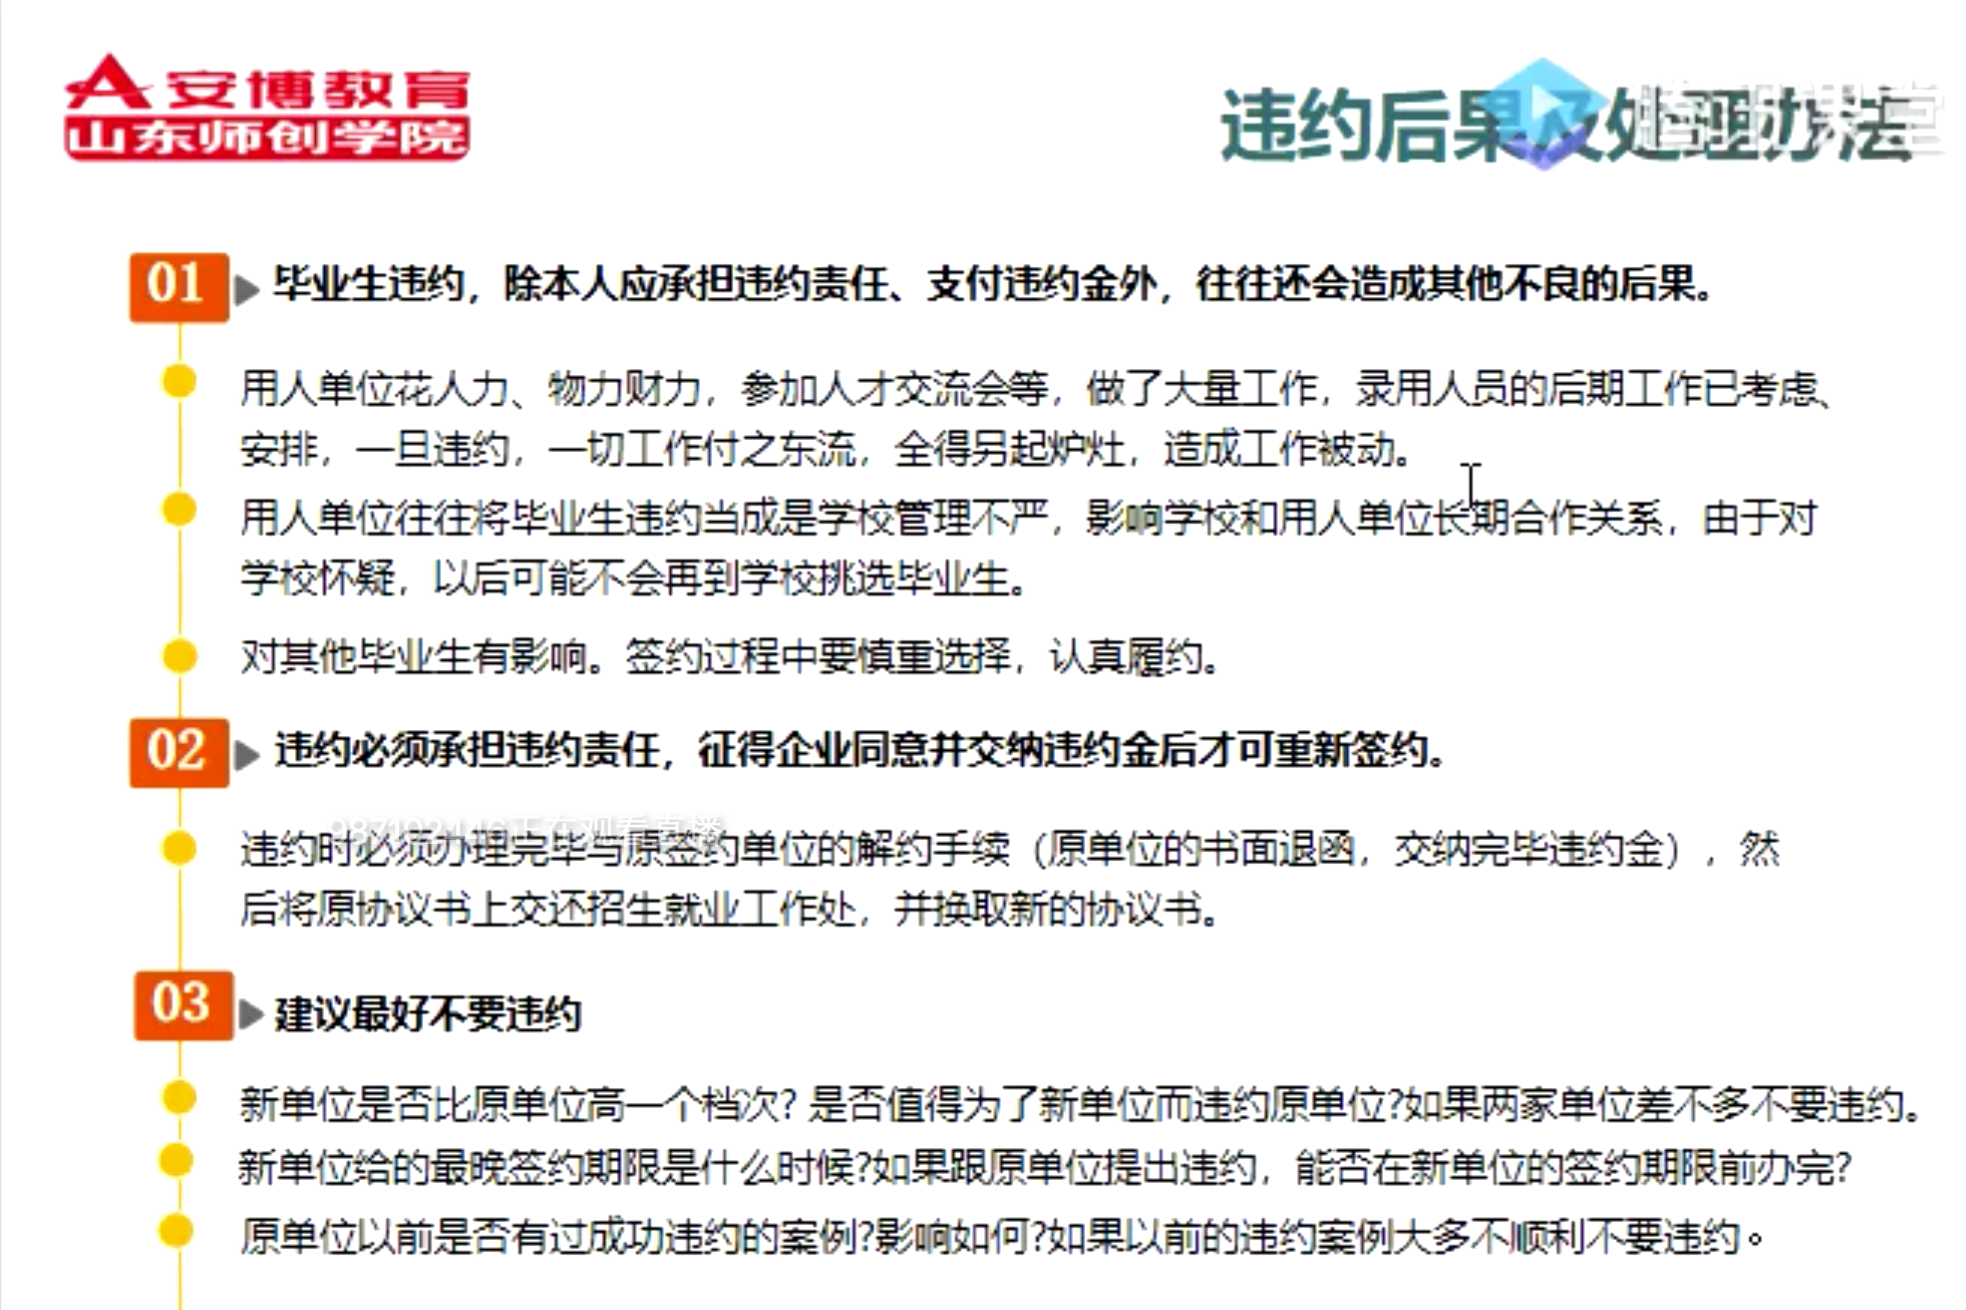 安博教育
山东师创学院
违约后果及处理办法
腾讯课堂
01 毕业生违约，除本人应承担违约责任、支付违约金外，往往还会造成其他不良的后果。
用人单位花人力、物力财力，参加人才交流会等，做了大量工作，录用人员的后期工作已考虑、
安排，一旦违约，一切工作付之东流，全得另起炉灶，造成工作被动。
用人单位往往将毕业生违约当成是学校管理不严，影响学校和用人单位长期合作关系，由于对
学校怀疑，以后可能不会再到学校挑选毕业生。
对其他毕业生有影响。签约过程中要慎重选择，认真履约。
02 违约必须承担违约责任，征得企业同意并交纳违约金后才可重新签约。
987102446正在观看直播
违约时必须办理完毕与原签约单位的解约手续（原单位的书面退函，交纳完毕违约金），然
后将原协议书上交还招生就业工作处，并换取新的协议书。
03 建议最好不要违约
新单位是否比原单位高一个档次? 是否值得为了新单位而违约原单位?如果两家单位差不多不要违约。
新单位给的最晚签约期限是什么时候?如果跟原单位提出违约，能否在新单位的签约期限前办完?
原单位以前是否有过成功违约的案例?影响如何?如果以前的违约案例大多不顺利不要违约。